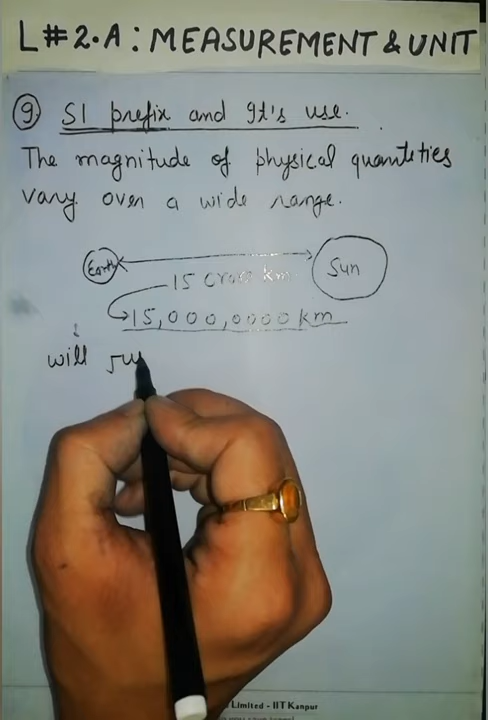 L#2.A: MEASUREMENT & UNIT
9. SI prefix and It's use.
The magnitude of physical quanteties
vary over a wide range.
Earth
Sun
15 crore km
15,000,0000 km
will
Limited - IIT Kanpur